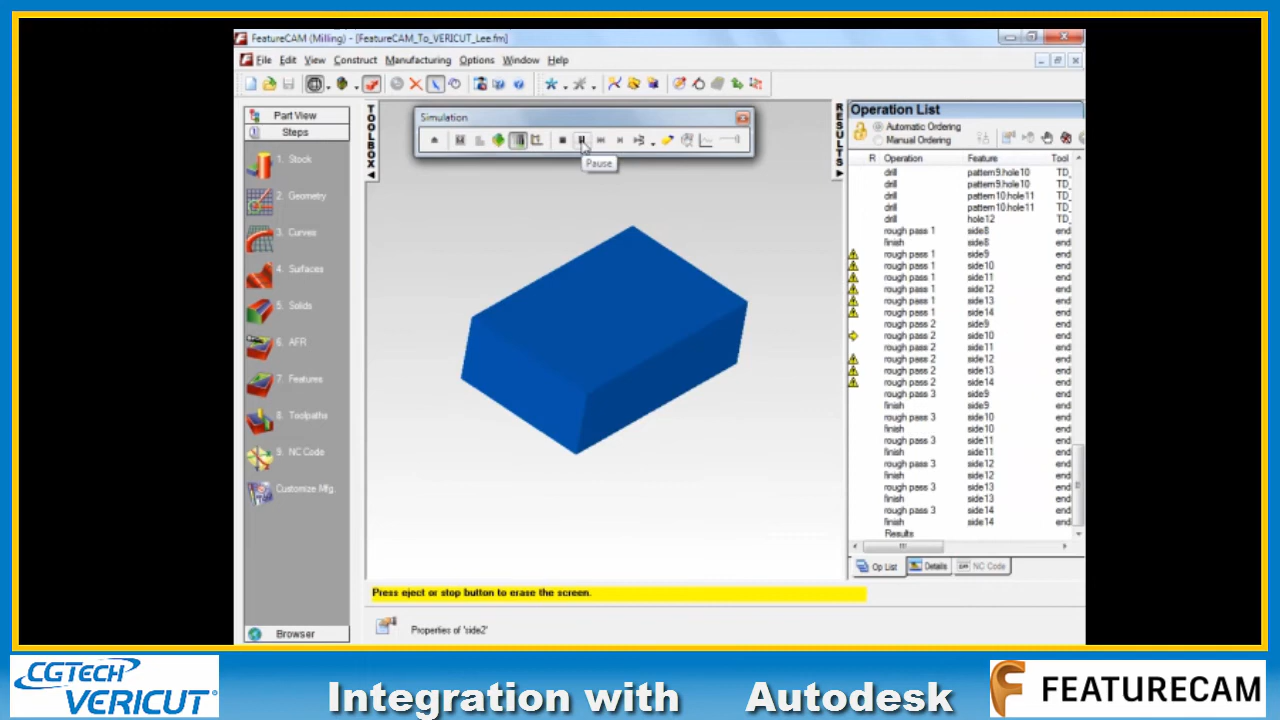 FeatureCAM (Milling) - [FeatureCAM_To_VERICUT_Lee.fm]
File Edit View Construct Manufacturing Options Window Help
Part View
Steps
1. Stock
2. Geometry
3. Curves
4. Surfaces
5. Solids
6. AFR
7. Features
8. Toolpaths
9. NC Code
Customize Mfg.
Browser
TOOLBOX
Simulation
Pause
RESULTS
Operation List
Automatic Ordering
Manual Ordering
R Operation Feature Tool
drill pattern9.hole10 TD_
drill pattern9.hole10 TD_
drill pattern10.hole11 TD_
drill pattern10.hole11 TD_
drill hole12 TD_
rough pass 1 side8 end
finish side8 end
rough pass 1 side9 end
rough pass 1 side10 end
rough pass 1 side11 end
rough pass 1 side12 end
rough pass 1 side13 end
rough pass 1 side14 end
rough pass 2 side9 end
rough pass 2 side10 end
rough pass 2 side11 end
rough pass 2 side12 end
rough pass 2 side13 end
rough pass 2 side14 end
rough pass 3 side9 end
finish side9 end
rough pass 3 side10 end
finish side10 end
rough pass 3 side11 end
finish side11 end
rough pass 3 side12 end
finish side12 end
rough pass 3 side13 end
finish side13 end
rough pass 3 side14 end
finish side14 end
Results
Op List Details NC Code
Press eject or stop button to erase the screen.
Properties of 'side2'
CGTECH
VERICUT®
Integration with Autodesk
FEATURECAM